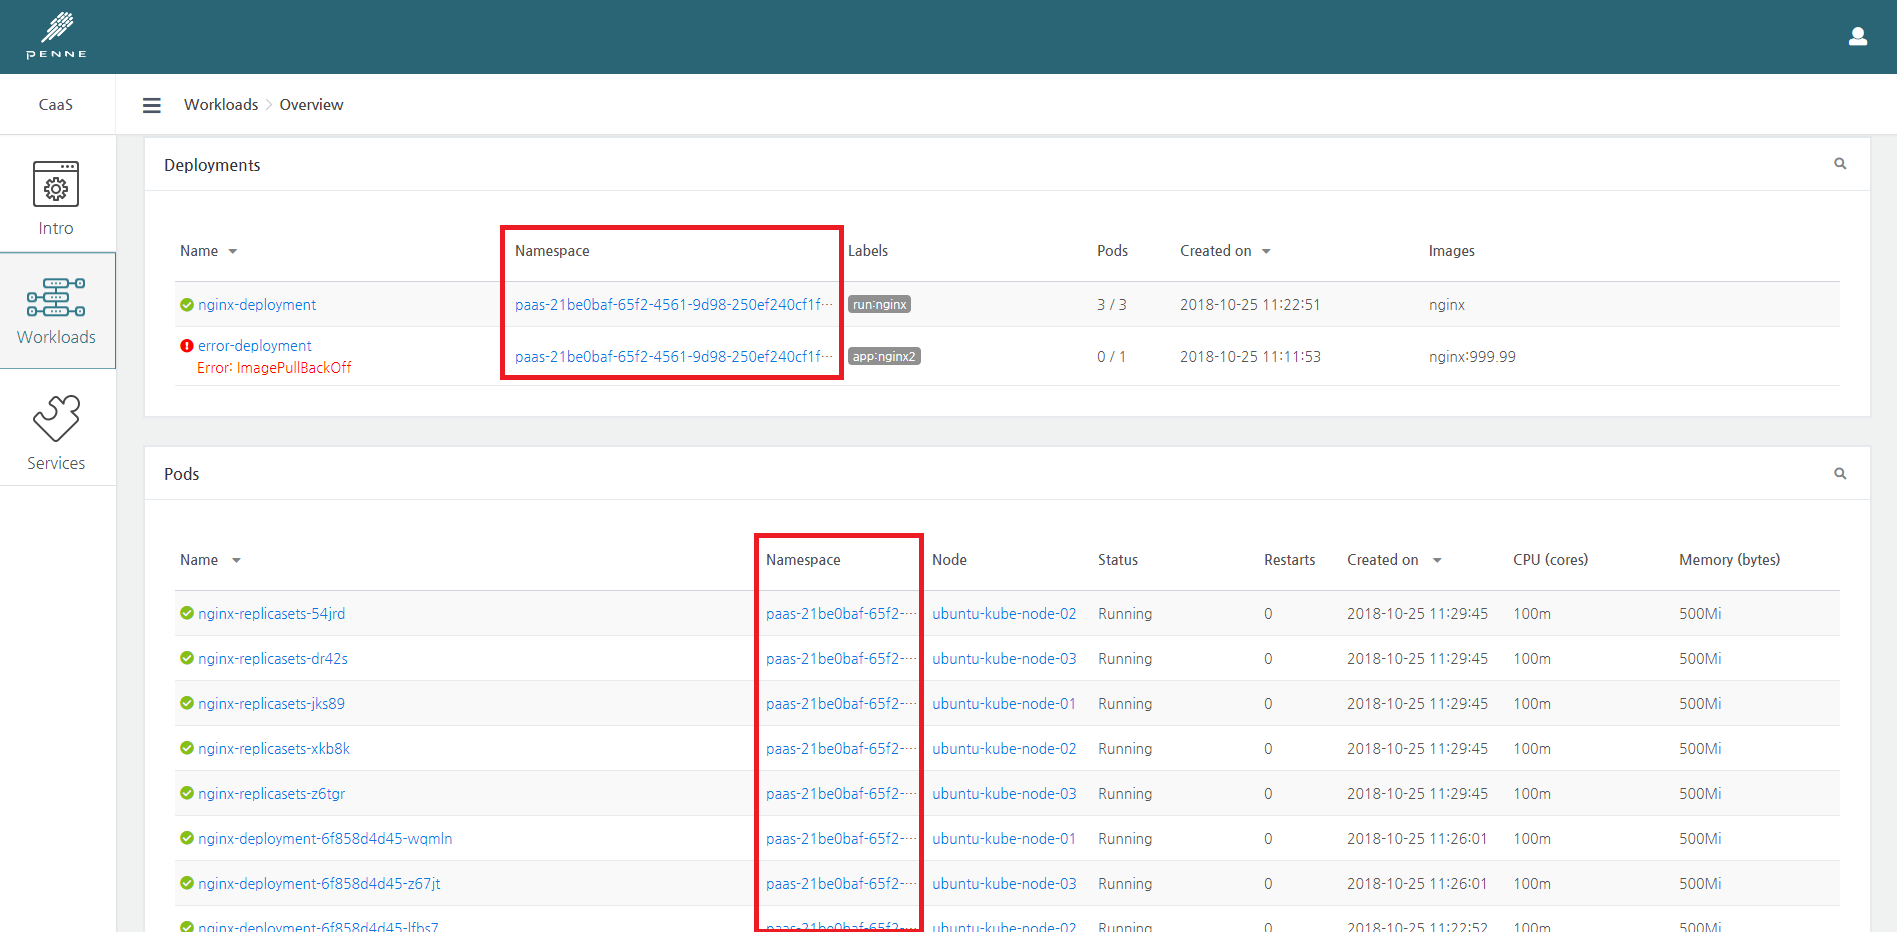 PENNE
CaaS
Workloads > Overview
Intro
Workloads
Services
Deployments
Name Namespace Labels Pods Created on Images
nginx-deployment paas-21be0baf-65f2-4561-9d98-250ef240cf1f··· run:nginx 3 / 3 2018-10-25 11:22:51 nginx
error-deployment paas-21be0baf-65f2-4561-9d98-250ef240cf1f··· app:nginx2 0 / 1 2018-10-25 11:11:53 nginx:999.99
Error: ImagePullBackOff
Pods
Name Namespace Node Status Restarts Created on CPU (cores) Memory (bytes)
nginx-replicasets-54jrd paas-21be0baf-65f2-··· ubuntu-kube-node-02 Running 0 2018-10-25 11:29:45 100m 500Mi
nginx-replicasets-dr42s paas-21be0baf-65f2-··· ubuntu-kube-node-03 Running 0 2018-10-25 11:29:45 100m 500Mi
nginx-replicasets-jks89 paas-21be0baf-65f2-··· ubuntu-kube-node-01 Running 0 2018-10-25 11:29:45 100m 500Mi
nginx-replicasets-xkb8k paas-21be0baf-65f2-··· ubuntu-kube-node-02 Running 0 2018-10-25 11:29:45 100m 500Mi
nginx-replicasets-z6tgr paas-21be0baf-65f2-··· ubuntu-kube-node-03 Running 0 2018-10-25 11:29:45 100m 500Mi
nginx-deployment-6f858d4d45-wqmln paas-21be0baf-65f2-··· ubuntu-kube-node-01 Running 0 2018-10-25 11:26:01 100m 500Mi
nginx-deployment-6f858d4d45-z67jt paas-21be0baf-65f2-··· ubuntu-kube-node-03 Running 0 2018-10-25 11:26:01 100m 500Mi
nginx-deployment-6f858d4d45-lfbs7 paas-21be0baf-65f2-··· ubuntu-kube-node-02 Running 0 2018-10-25 11:22:52 100m 500Mi